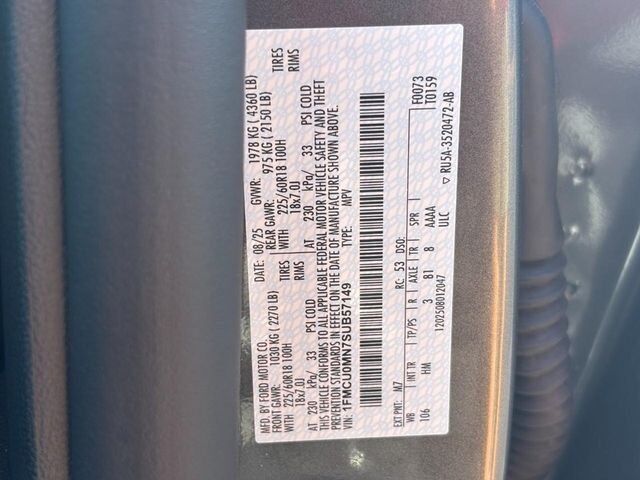 MFD. BY FORD MOTOR CO.
DATE: 08/25 GVWR: 1978 KG ( 4360 LB)
FRONT GAWR: 1030 KG ( 2270 LB) REAR GAWR: 975 KG ( 2150 LB)
WITH 225/60R18 100H TIRES WITH 225/60R18 100H TIRES
18x7.0J RIMS 18x7.0J RIMS
AT 230 kPa/ 33 PSI COLD AT 230 kPa/ 33 PSI COLD
THIS VEHICLE CONFORMS TO ALL APPLICABLE FEDERAL MOTOR VEHICLE SAFETY AND THEFT
PREVENTION STANDARDS IN EFFECT ON THE DATE OF MANUFACTURE SHOWN ABOVE.
VIN: 1FMCU0MN7SUB57149 TYPE: MPV
F0073
EXT PNT: M7 RC: 53 DSO: T0159
WB INT TR TP/PS R AXLE TR SPR
106 HM 3 81 8 AAAA
ULC
120250801 2047 ▽ RU5A-3520472-AB